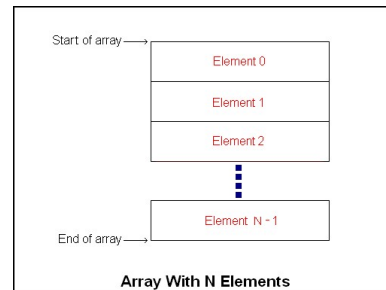 Start of array
Element 0
Element 1
Element 2
Element N - 1
End of array
Array With N Elements